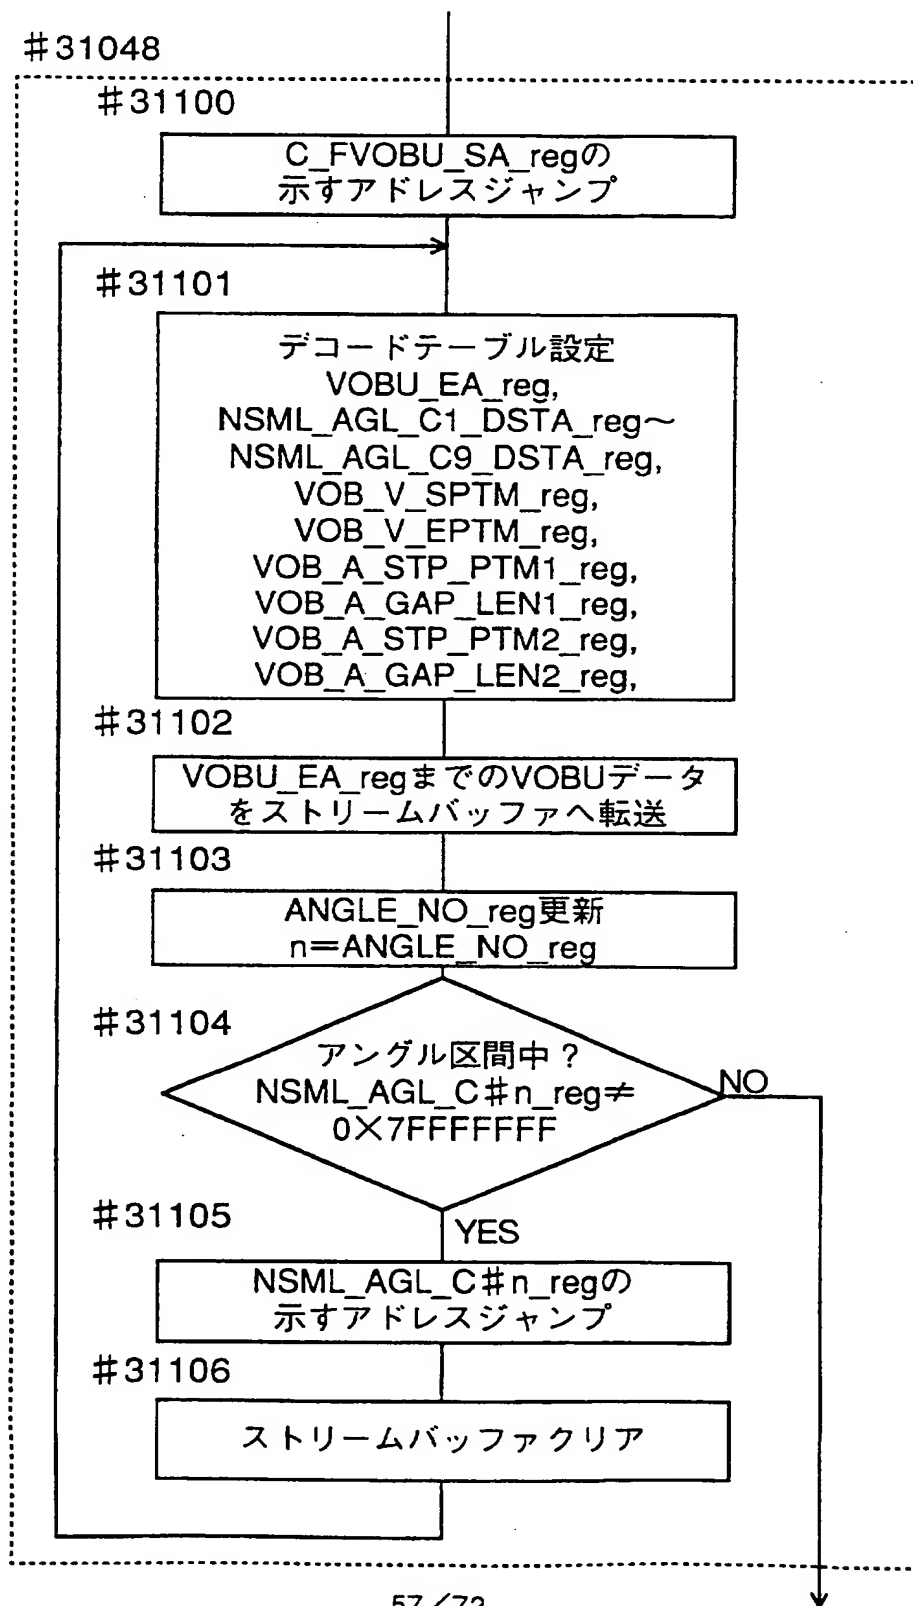 #31048
#31100
C_FVOBU_SA_regの
示すアドレスジャンプ
#31101
デコードテーブル設定
VOBU_EA_reg,
NSML_AGL_C1_DSTA_reg〜
NSML_AGL_C9_DSTA_reg,
VOB_V_SPTM_reg,
VOB_V_EPTM_reg,
VOB_A_STP_PTM1_reg,
VOB_A_GAP_LEN1_reg,
VOB_A_STP_PTM2_reg,
VOB_A_GAP_LEN2_reg,
#31102
VOBU_EA_regまでのVOBUデータ
をストリームバッファへ転送
#31103
ANGLE_NO_reg更新
n=ANGLE_NO_reg
#31104
アングル区間中?
NSML_AGL_C#n_reg≠
0×7FFFFFFF
NO
#31105
YES
NSML_AGL_C#n_regの
示すアドレスジャンプ
#31106
ストリームバッファクリア
57/72